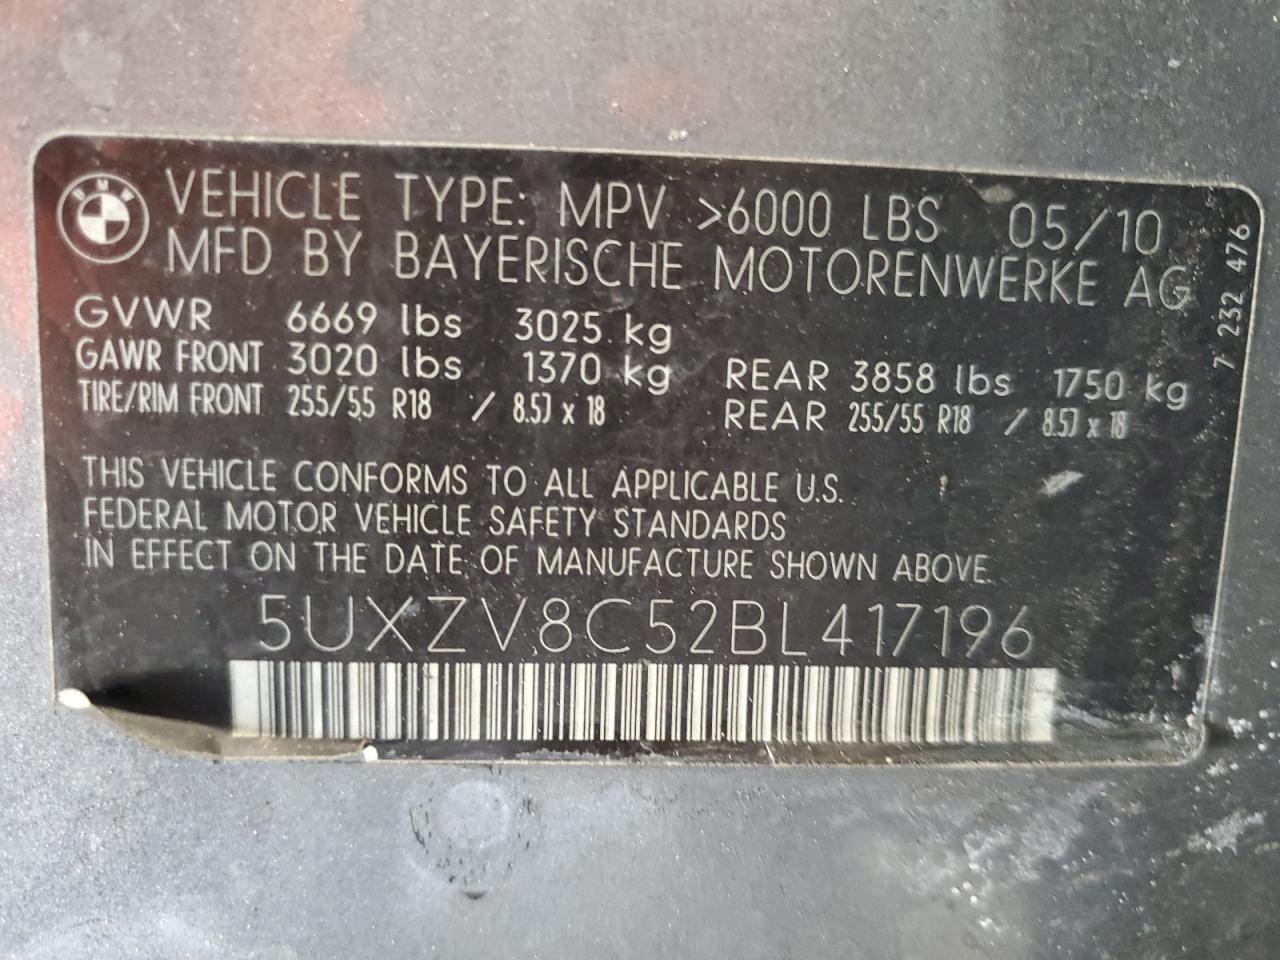 BMW
VEHICLE TYPE: MPV >6000 LBS 05/10
MFD BY BAYERISCHE MOTORENWERKE AG
GVWR 6669 lbs 3025 kg
GAWR FRONT 3020 lbs 1370 kg REAR 3858 lbs 1750 kg
TIRE/RIM FRONT 255/55 R18 / 8.5J x 18 REAR 255/55 R18 / 8.5J x 18
THIS VEHICLE CONFORMS TO ALL APPLICABLE U.S.
FEDERAL MOTOR VEHICLE SAFETY STANDARDS
IN EFFECT ON THE DATE OF MANUFACTURE SHOWN ABOVE.
5UXZV8C52BL417196
7 232 476